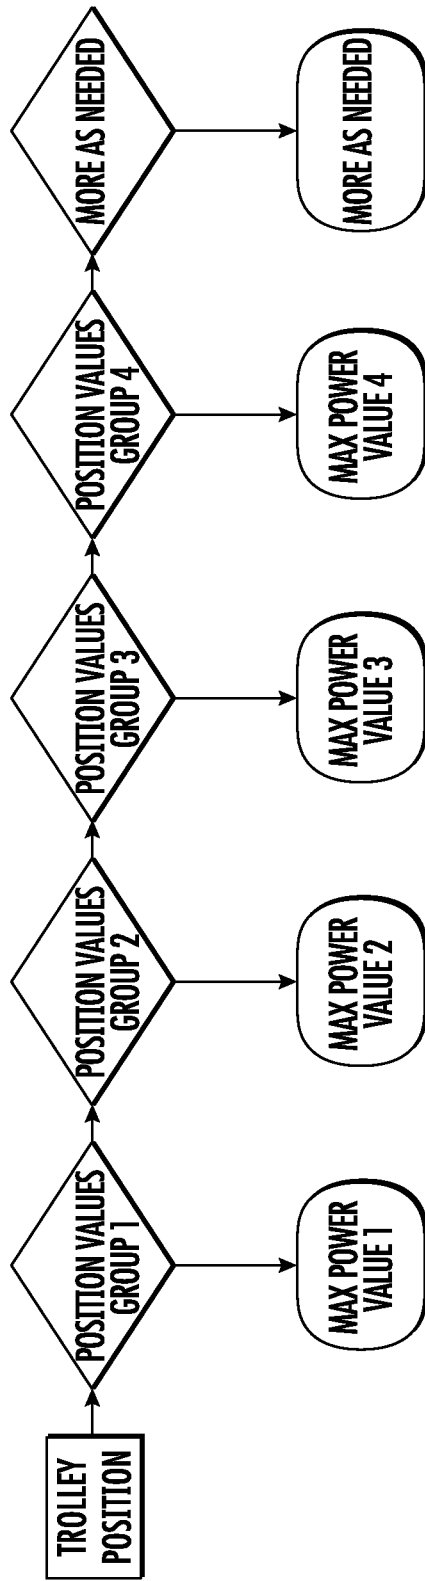 TROLLEY
POSITION
POSITION VALUES
GROUP 1
POSITION VALUES
GROUP 2
POSITION VALUES
GROUP 3
POSITION VALUES
GROUP 4
MORE AS NEEDED
MAX POWER
VALUE 1
MAX POWER
VALUE 2
MAX POWER
VALUE 3
MAX POWER
VALUE 4
MORE AS NEEDED